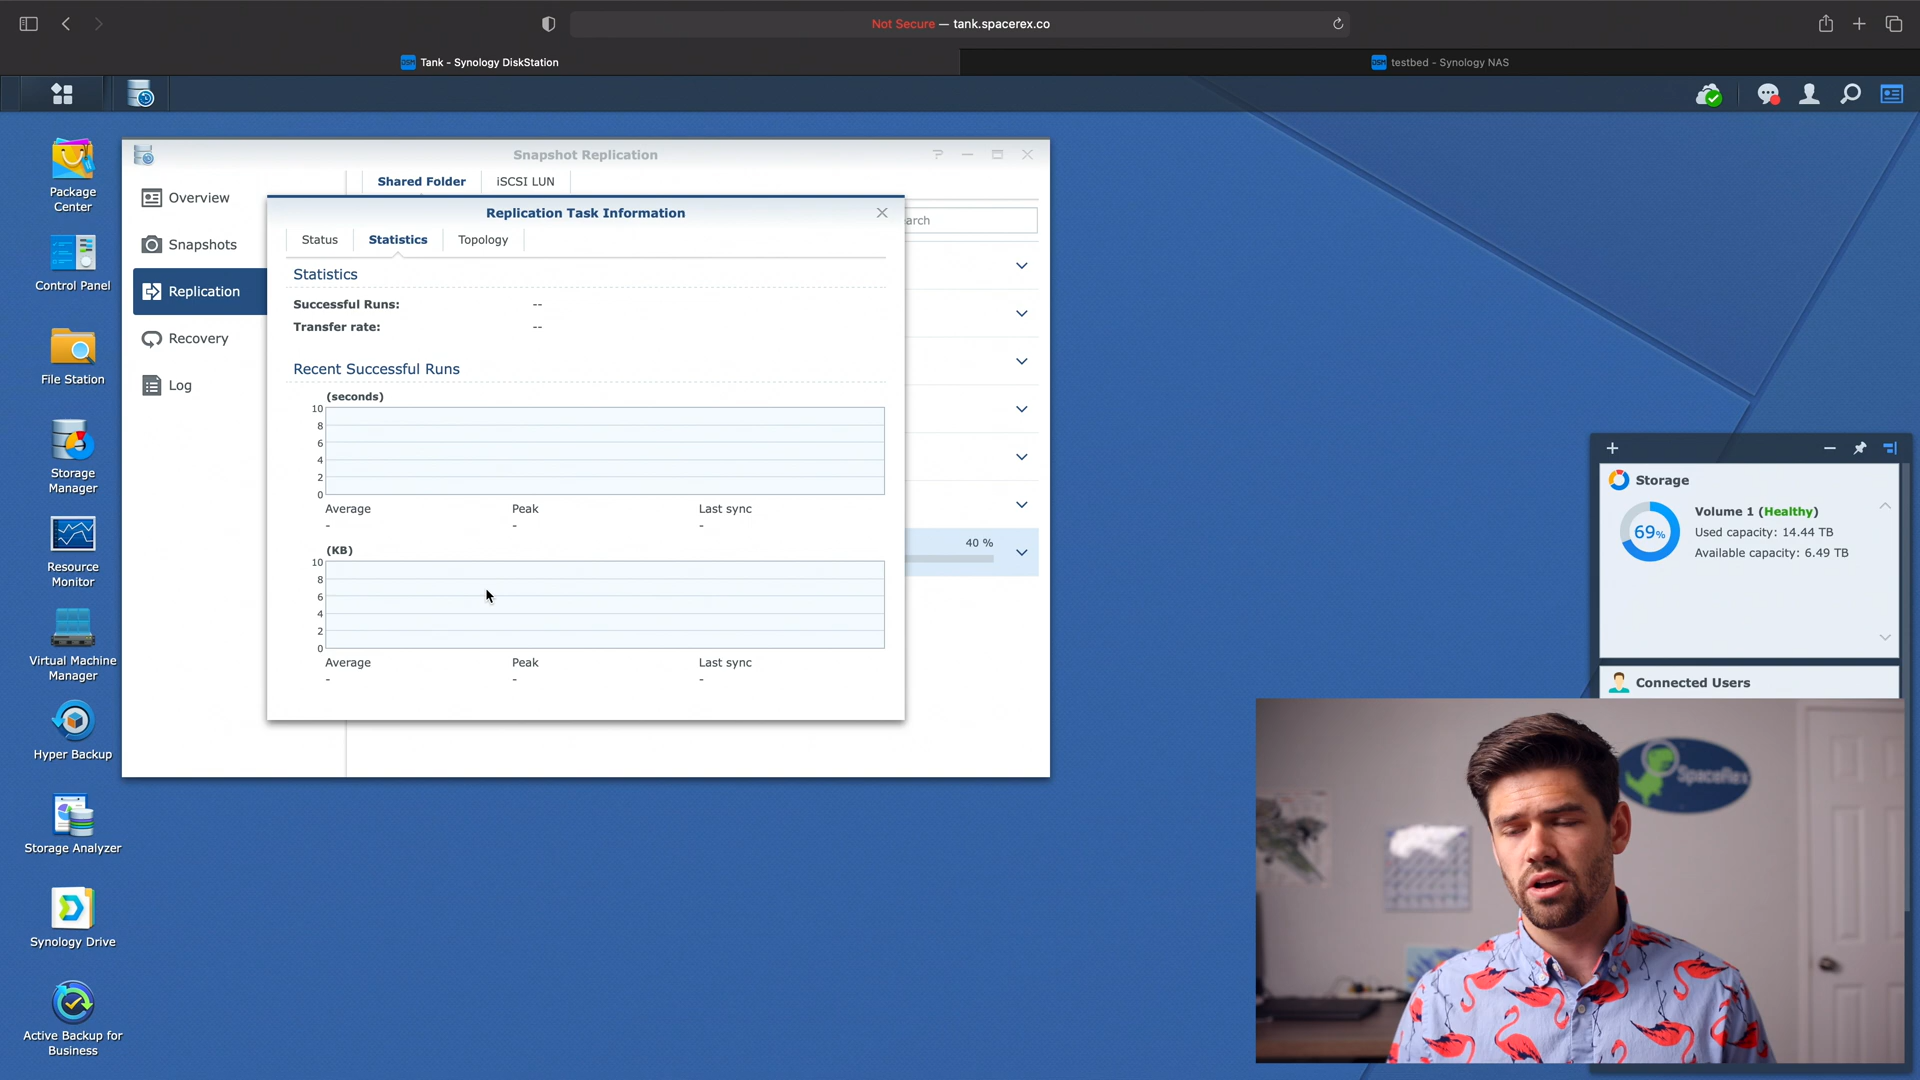 Not Secure — tank.spacerex.co
Tank - Synology DiskStation
testbed - Synology NAS
Package
Center
Control Panel
File Station
Storage
Manager
Resource
Monitor
Virtual Machine
Manager
Hyper Backup
Storage Analyzer
Synology Drive
Active Backup for
Business
Snapshot Replication
Overview
Snapshots
Replication
Recovery
Log
Shared Folder
iSCSI LUN
arch
40 %
Replication Task Information
Status
Statistics
Topology
Statistics
Successful Runs: --
Transfer rate: --
Recent Successful Runs
(seconds)
10
8
6
4
2
0
Average Peak Last sync
- - -
(KB)
10
8
6
4
2
0
Average Peak Last sync
- - -
Storage
69%
Volume 1 (Healthy)
Used capacity: 14.44 TB
Available capacity: 6.49 TB
Connected Users
SpaceRex